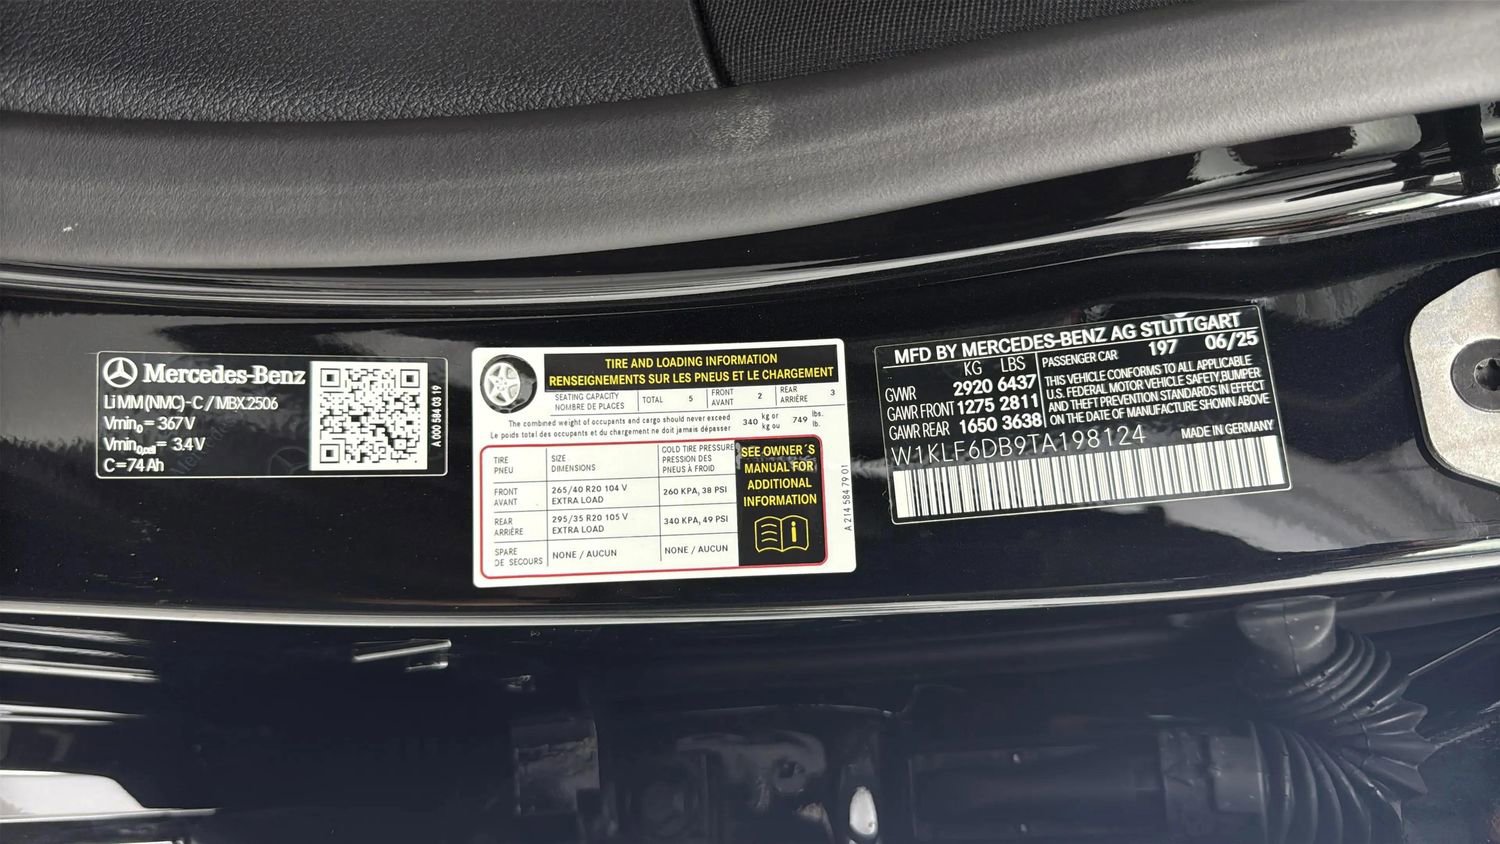 Mercedes-Benz
Li MM (NMC)-C / MBX 2506
Vmin0 = 367 V
Vmin0,cell = 3.4 V
C = 74 Ah
A 000 584 03 19
TIRE AND LOADING INFORMATION
RENSEIGNEMENTS SUR LES PNEUS ET LE CHARGEMENT
SEATING CAPACITY
NOMBRE DE PLACES
TOTAL 5
FRONT
AVANT
2
REAR
ARRIÈRE
3
The combined weight of occupants and cargo should never exceed
Le poids total des occupants et du chargement ne doit jamais dépasser
340 kg or
kg ou
749 lbs.
lb.
TIRE
PNEU
SIZE
DIMENSIONS
COLD TIRE PRESSURE
PRESSION DES
PNEUS À FROID
FRONT
AVANT
265/40 R20 104 V
EXTRA LOAD
260 KPA, 38 PSI
REAR
ARRIÈRE
295/35 R20 105 V
EXTRA LOAD
340 KPA, 49 PSI
SPARE
DE SECOURS
NONE / AUCUN
NONE / AUCUN
SEE OWNER´S
MANUAL FOR
ADDITIONAL
INFORMATION
A 214 584 79 01
MFD BY MERCEDES-BENZ AG STUTTGART
KG LBS
GVWR 2920 6437
GAWR FRONT 1275 2811
GAWR REAR 1650 3638
PASSENGER CAR 197 06/25
THIS VEHICLE CONFORMS TO ALL APPLICABLE
U.S. FEDERAL MOTOR VEHICLE SAFETY, BUMPER
AND THEFT PREVENTION STANDARDS IN EFFECT
ON THE DATE OF MANUFACTURE SHOWN ABOVE
W1KLF6DB9TA198124
MADE IN GERMANY